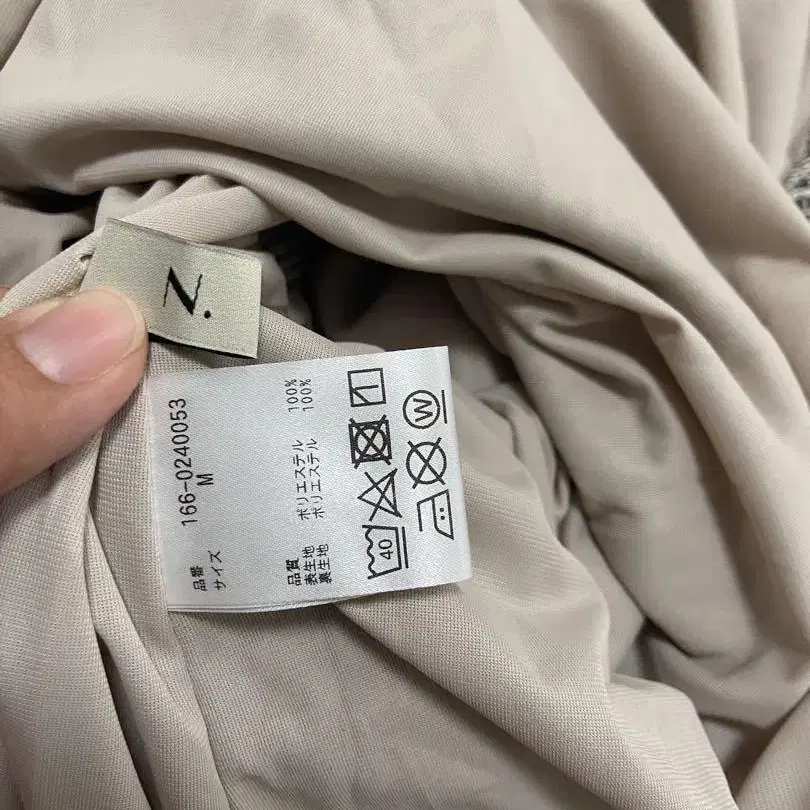 N.
品番 166-0240053
サイズ M
品質
表生地 ポリエステル 100%
裏生地 ポリエステル 100%
40
W